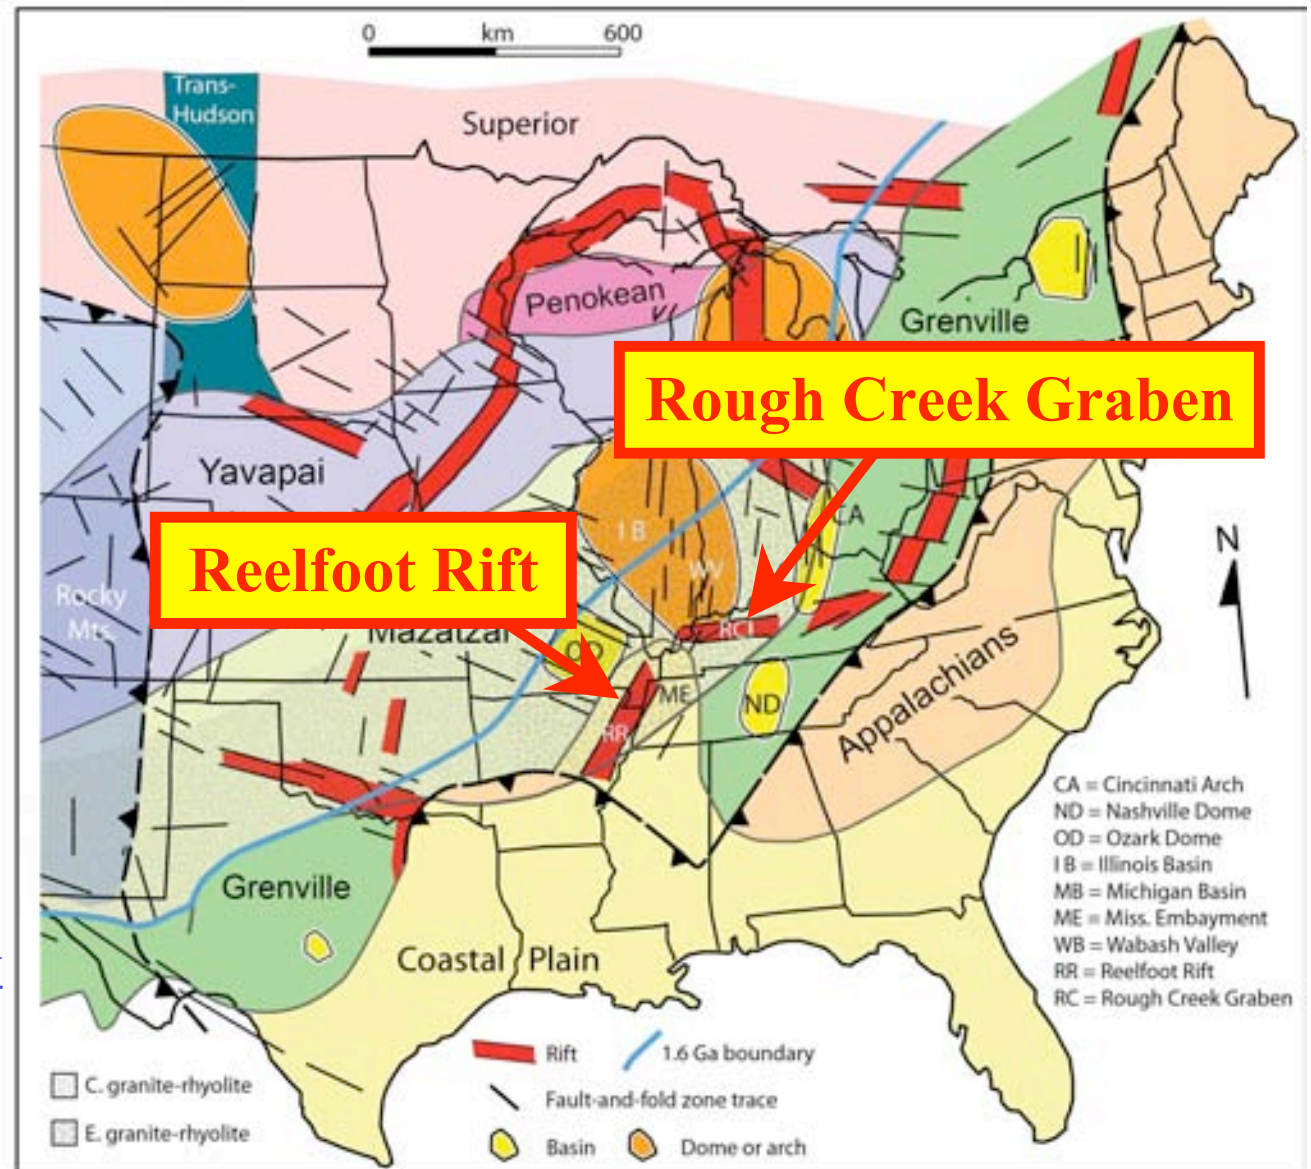 0 km 600
Trans-
Hudson
Superior
Penokean
Grenville
Rough Creek Graben
Yavapai
CA
I B
WV
N
Reelfoot Rift
Rocky
Mts.
Mazatzal
OD
RC
ME
ND
RR
Appalachians
CA = Cincinnati Arch
ND = Nashville Dome
OD = Ozark Dome
I B = Illinois Basin
MB = Michigan Basin
ME = Miss. Embayment
WB = Wabash Valley
RR = Reelfoot Rift
RC = Rough Creek Graben
Grenville
Coastal Plain
Rift
1.6 Ga boundary
C. granite-rhyolite
Fault-and-fold zone trace
E. granite-rhyolite
Basin
Dome or arch